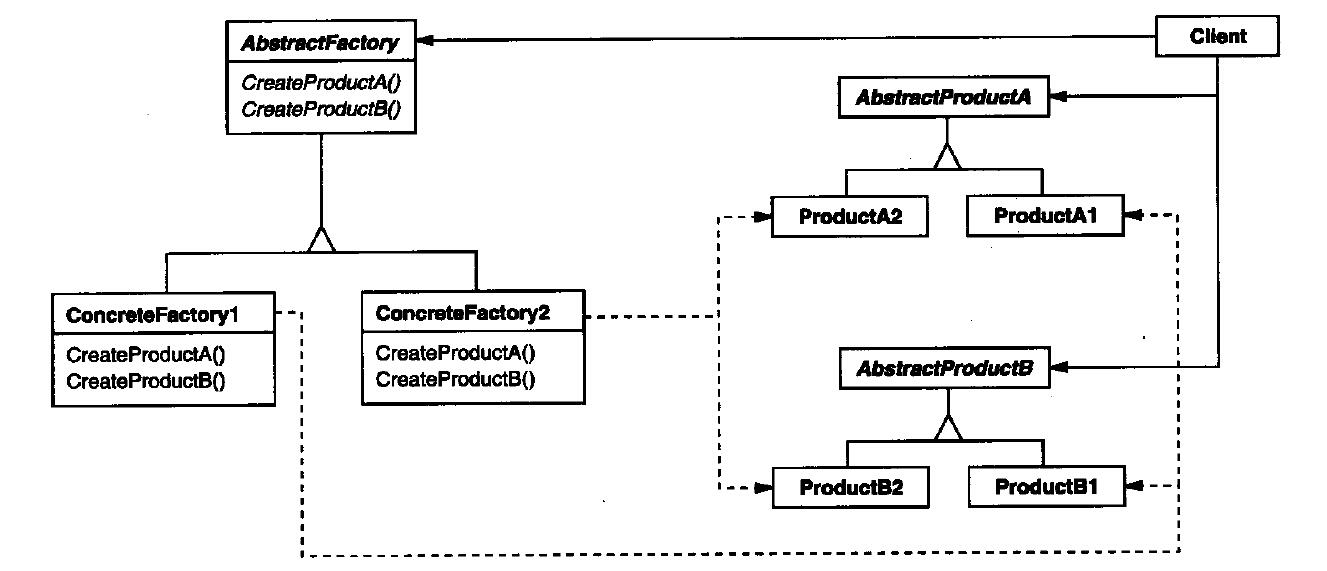 AbstractFactory
CreateProductA()
CreateProductB()
Client
AbstractProductA
ProductA2
ProductA1
ConcreteFactory1
CreateProductA()
CreateProductB()
ConcreteFactory2
CreateProductA()
CreateProductB()
AbstractProductB
ProductB2
ProductB1